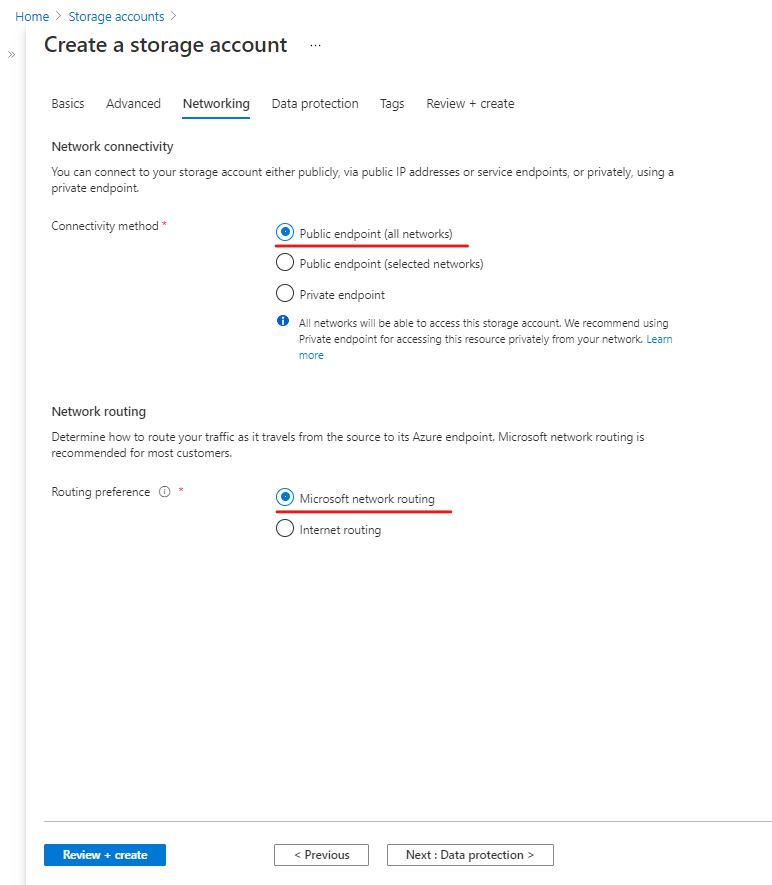 Home > Storage accounts >
»
Create a storage account ...
Basics Advanced Networking Data protection Tags Review + create
Network connectivity
You can connect to your storage account either publicly, via public IP addresses or service endpoints, or privately, using a
private endpoint.
Connectivity method *
Public endpoint (all networks)
Public endpoint (selected networks)
Private endpoint
All networks will be able to access this storage account. We recommend using
Private endpoint for accessing this resource privately from your network. Learn
more
Network routing
Determine how to route your traffic as it travels from the source to its Azure endpoint. Microsoft network routing is
recommended for most customers.
Routing preference *
Microsoft network routing
Internet routing
Review + create < Previous Next : Data protection >